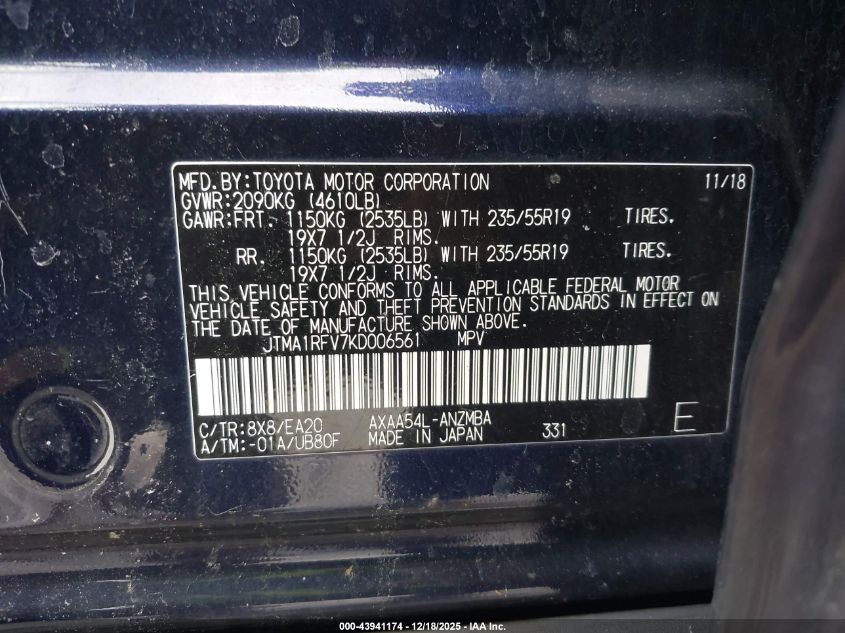 MFD.BY:TOYOTA MOTOR CORPORATION 11/18
GVWR:2090KG (4610LB)
GAWR:FRT. 1150KG (2535LB) WITH 235/55R19 TIRES.
19X7 1/2J RIMS.
RR. 1150KG (2535LB) WITH 235/55R19 TIRES.
19X7 1/2J RIMS.
THIS VEHICLE CONFORMS TO ALL APPLICABLE FEDERAL MOTOR
VEHICLE SAFETY AND THEFT PREVENTION STANDARDS IN EFFECT ON
THE DATE OF MANUFACTURE SHOWN ABOVE.
JTMA1RFV7KD006561 MPV
C/TR:8X8/EA20 AXAA54L-ANZMBA
A/TM:-01A/UB80F MADE IN JAPAN 331 E
000-43941174 - 12/18/2025 - IAA Inc.